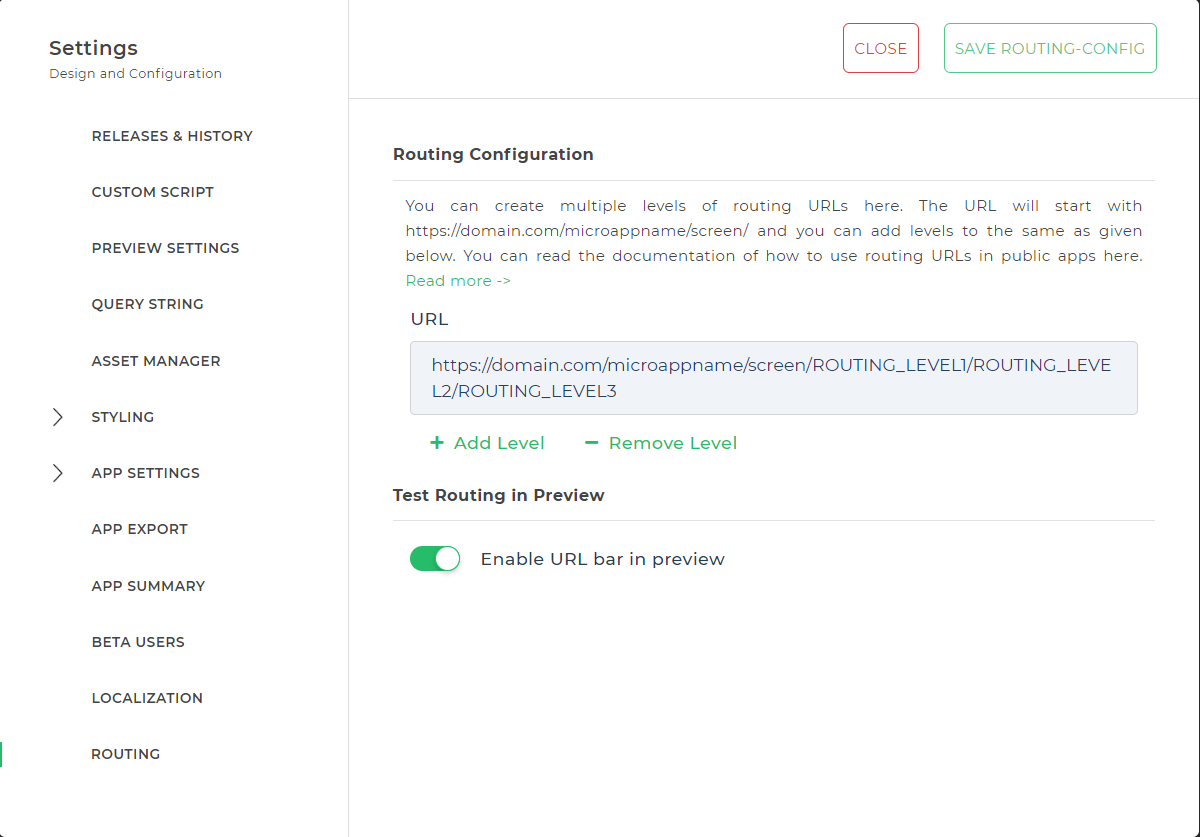 Settings
Design and Configuration
RELEASES & HISTORY
CUSTOM SCRIPT
PREVIEW SETTINGS
QUERY STRING
ASSET MANAGER
STYLING
APP SETTINGS
APP EXPORT
APP SUMMARY
BETA USERS
LOCALIZATION
ROUTING
CLOSE
SAVE ROUTING-CONFIG
Routing Configuration
You can create multiple levels of routing URLs here. The URL will start with
https://domain.com/microappname/screen/ and you can add levels to the same as given
below. You can read the documentation of how to use routing URLs in public apps here.
Read more ->
URL
https://domain.com/microappname/screen/ROUTING_LEVEL1/ROUTING_LEVE
L2/ROUTING_LEVEL3
+ Add Level
− Remove Level
Test Routing in Preview
Enable URL bar in preview